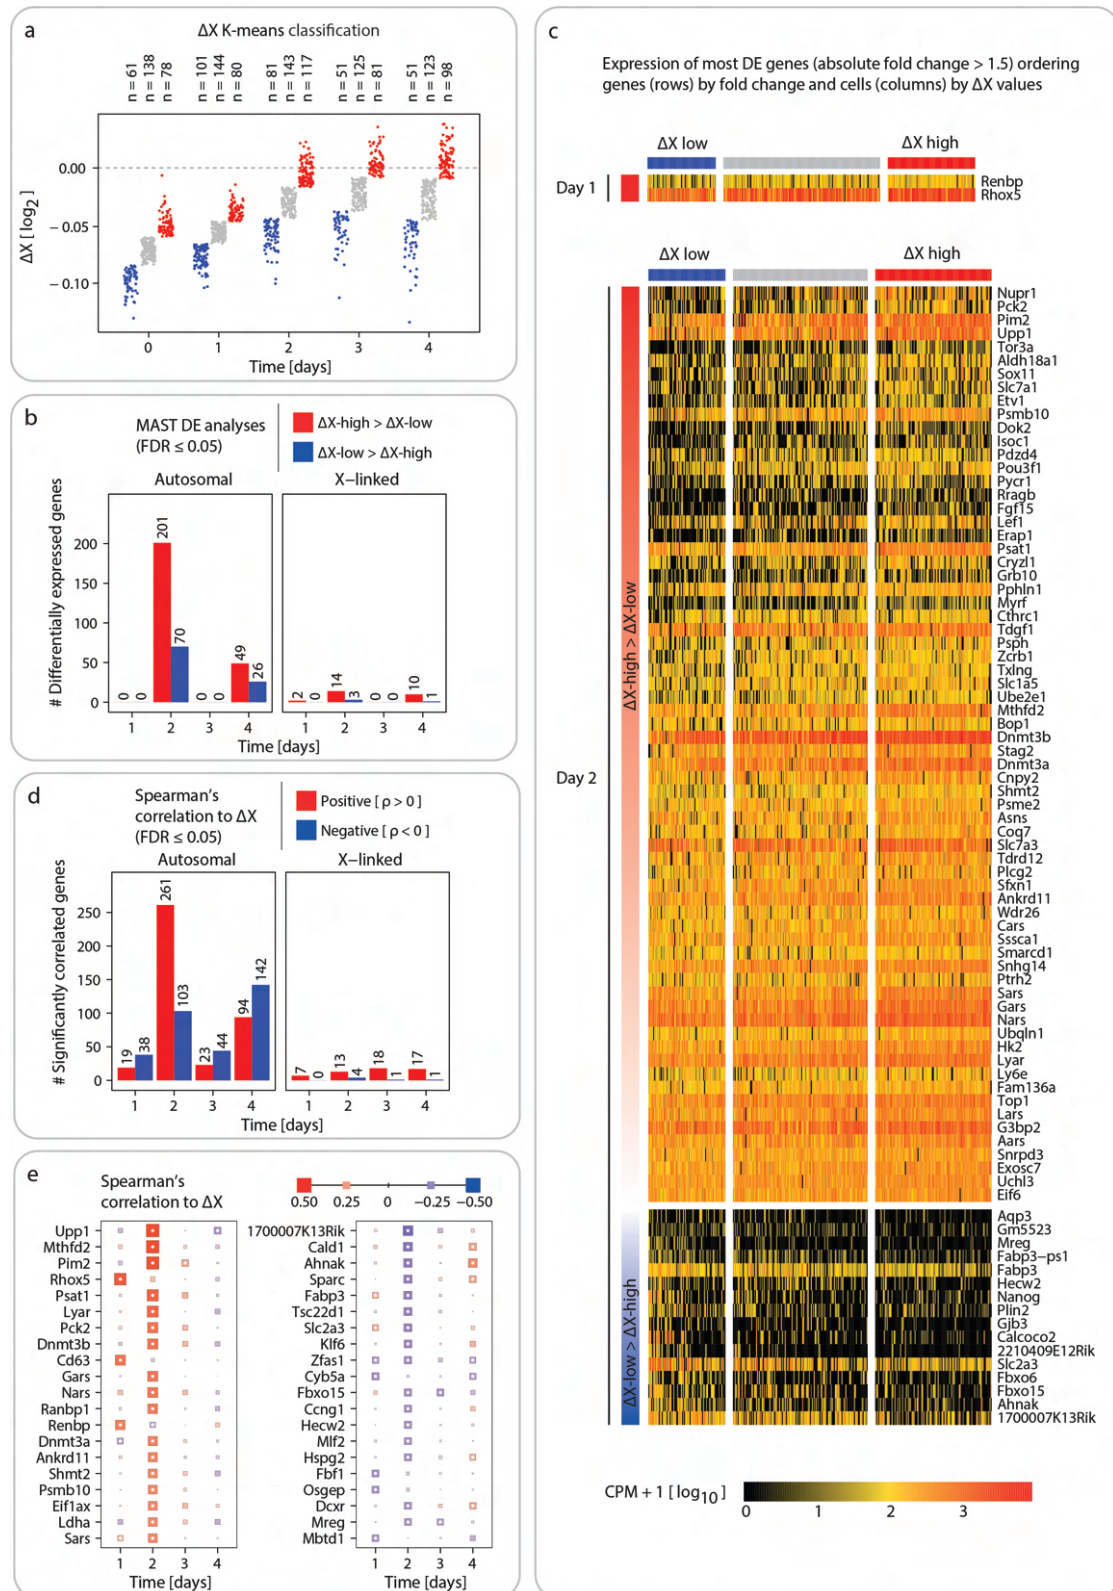 a
ΔX K-means classification
n = 61
n = 138
n = 78
n = 101
n = 144
n = 80
n = 81
n = 143
n = 117
n = 51
n = 125
n = 81
n = 51
n = 123
n = 98
ΔX [ log2 ]
0.00
− 0.05
− 0.10
0 1 2 3 4
Time [days]
b
MAST DE analyses
(FDR ≤ 0.05)
ΔX-high > ΔX-low
ΔX-low > ΔX-high
Autosomal
X−linked
# Differentially expressed genes
200
150
100
50
0
0 0 201 70 0 0 49 26
2 0 14 3 0 0 10 1
1 2 3 4
1 2 3 4
Time [days]
Time [days]
d
Spearman's
correlation to ΔX
(FDR ≤ 0.05)
Positive [ ρ > 0 ]
Negative [ ρ < 0 ]
Autosomal
X−linked
# Significantly correlated genes
250
200
150
100
50
0
19 38 261 103 23 44 94 142
7 0 13 4 18 1 17 1
1 2 3 4
1 2 3 4
Time [days]
Time [days]
e
Spearman's
correlation to ΔX
0.50 0.25 0 −0.25 −0.50
Upp1
Mthfd2
Pim2
Rhox5
Psat1
Lyar
Pck2
Dnmt3b
Cd63
Gars
Nars
Ranbp1
Renbp
Dnmt3a
Ankrd11
Shmt2
Psmb10
Eif1ax
Ldha
Sars
1 2 3 4
Time [days]
1700007K13Rik
Cald1
Ahnak
Sparc
Fabp3
Tsc22d1
Slc2a3
Klf6
Zfas1
Cyb5a
Fbxo15
Ccng1
Hecw2
Mlf2
Hspg2
Fbf1
Osgep
Dcxr
Mreg
Mbtd1
1 2 3 4
Time [days]
c
Expression of most DE genes (absolute fold change > 1.5) ordering
genes (rows) by fold change and cells (columns) by ΔX values
ΔX low
ΔX high
Day 1
Renbp
Rhox5
ΔX low
ΔX high
Day 2
ΔX-high > ΔX-low
ΔX-low > ΔX-high
Nupr1
Pck2
Pim2
Upp1
Tor3a
Aldh18a1
Sox11
Slc7a1
Etv1
Psmb10
Dok2
Isoc1
Pdzd4
Pou3f1
Pycr1
Rragb
Fgf15
Lef1
Erap1
Psat1
Cryzl1
Grb10
Pphln1
Myrf
Cthrc1
Tdgf1
Psph
Zcrb1
Txlng
Slc1a5
Ube2e1
Mthfd2
Bop1
Dnmt3b
Stag2
Dnmt3a
Cnpy2
Shmt2
Psme2
Asns
Coq7
Slc7a3
Tdrd12
Plcg2
Sfxn1
Ankrd11
Wdr26
Cars
Sssca1
Smarcd1
Snhg14
Ptrh2
Sars
Gars
Nars
Ubqln1
Hk2
Lyar
Ly6e
Fam136a
Top1
Lars
G3bp2
Aars
Snrpd3
Exosc7
Uchl3
Eif6
Aqp3
Gm5523
Mreg
Fabp3−ps1
Fabp3
Hecw2
Nanog
Plin2
Gjb3
Calcoco2
2210409E12Rik
Slc2a3
Fbxo6
Fbxo15
Ahnak
1700007K13Rik
CPM + 1 [ log10 ]
0 1 2 3